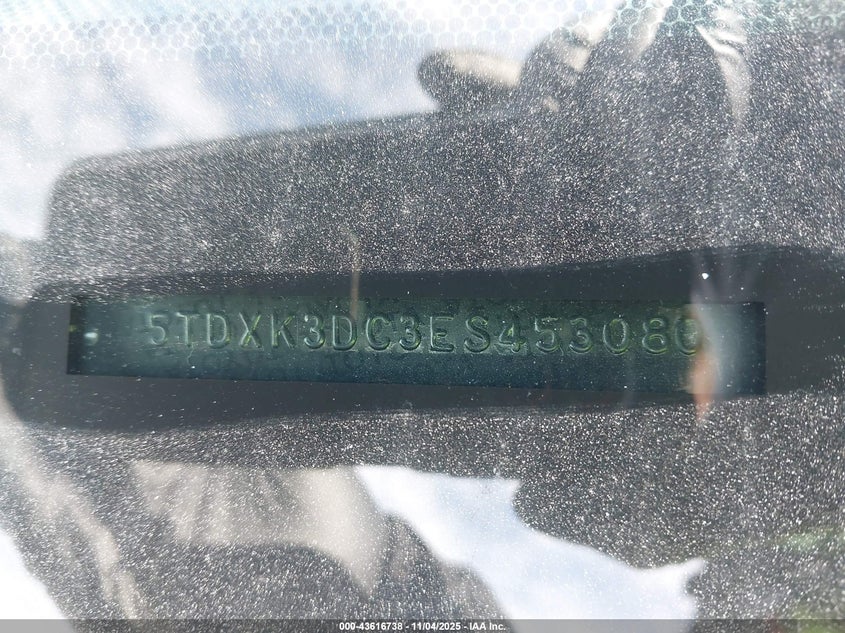 5TDXK3DC3ES453080
000-43616738 - 11/04/2025 - IAA Inc.